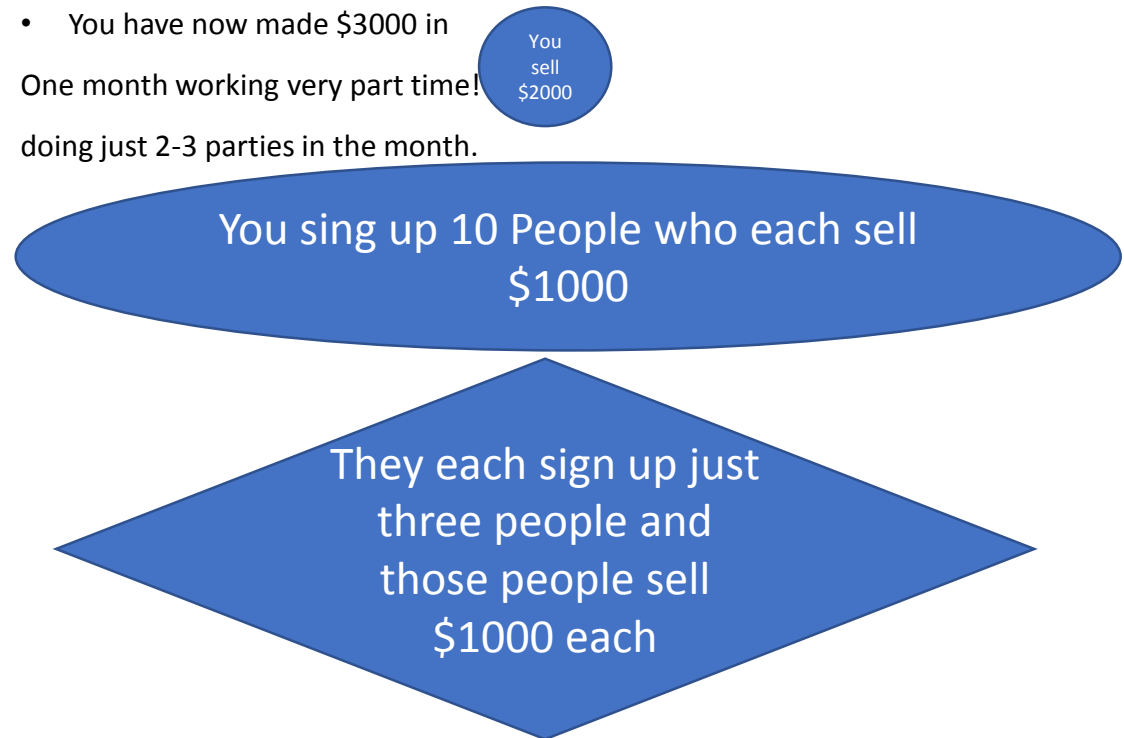 • You have now made $3000 in
One month working very part time!
doing just 2-3 parties in the month.
You
sell
$2000
You sing up 10 People who each sell
$1000
They each sign up just
three people and
those people sell
$1000 each